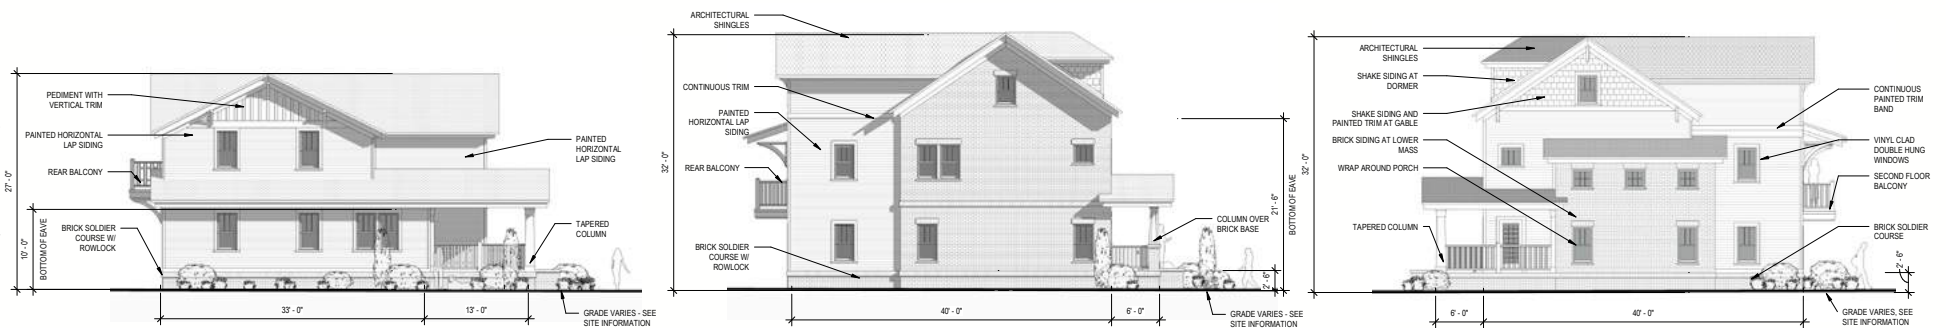 PEDIMENT WITH
VERTICAL TRIM
PAINTED HORIZONTAL
LAP SIDING
REAR BALCONY
27' - 0"
10' - 0"
BOTTOM OF EAVE
BRICK SOLDIER
COURSE W/
ROWLOCK
PAINTED
HORIZONTAL
LAP SIDING
TAPERED
COLUMN
33' - 0"
13' - 0"
GRADE VARIES - SEE
SITE INFORMATION
ARCHITECTURAL
SHINGLES
CONTINUOUS TRIM
PAINTED
HORIZONTAL LAP
SIDING
32' - 0"
REAR BALCONY
BRICK SOLDIER
COURSE W/
ROWLOCK
COLUMN OVER
BRICK BASE
21' - 6"
BOTTOM OF EAVE
2' - 6"
40' - 0"
6' - 0"
GRADE VARIES - SEE
SITE INFORMATION
ARCHITECTURAL
SHINGLES
SHAKE SIDING AT
DORMER
SHAKE SIDING AND
PAINTED TRIM AT GABLE
BRICK SIDING AT LOWER
MASS
WRAP AROUND PORCH
32' - 0"
TAPERED COLUMN
CONTINUOUS
PAINTED TRIM
BAND
VINYL CLAD
DOUBLE HUNG
WINDOWS
SECOND FLOOR
BALCONY
BRICK SOLDIER
COURSE
2' - 6"
6' - 0"
40' - 0"
GRADE VARIES, SEE
SITE INFORMATION